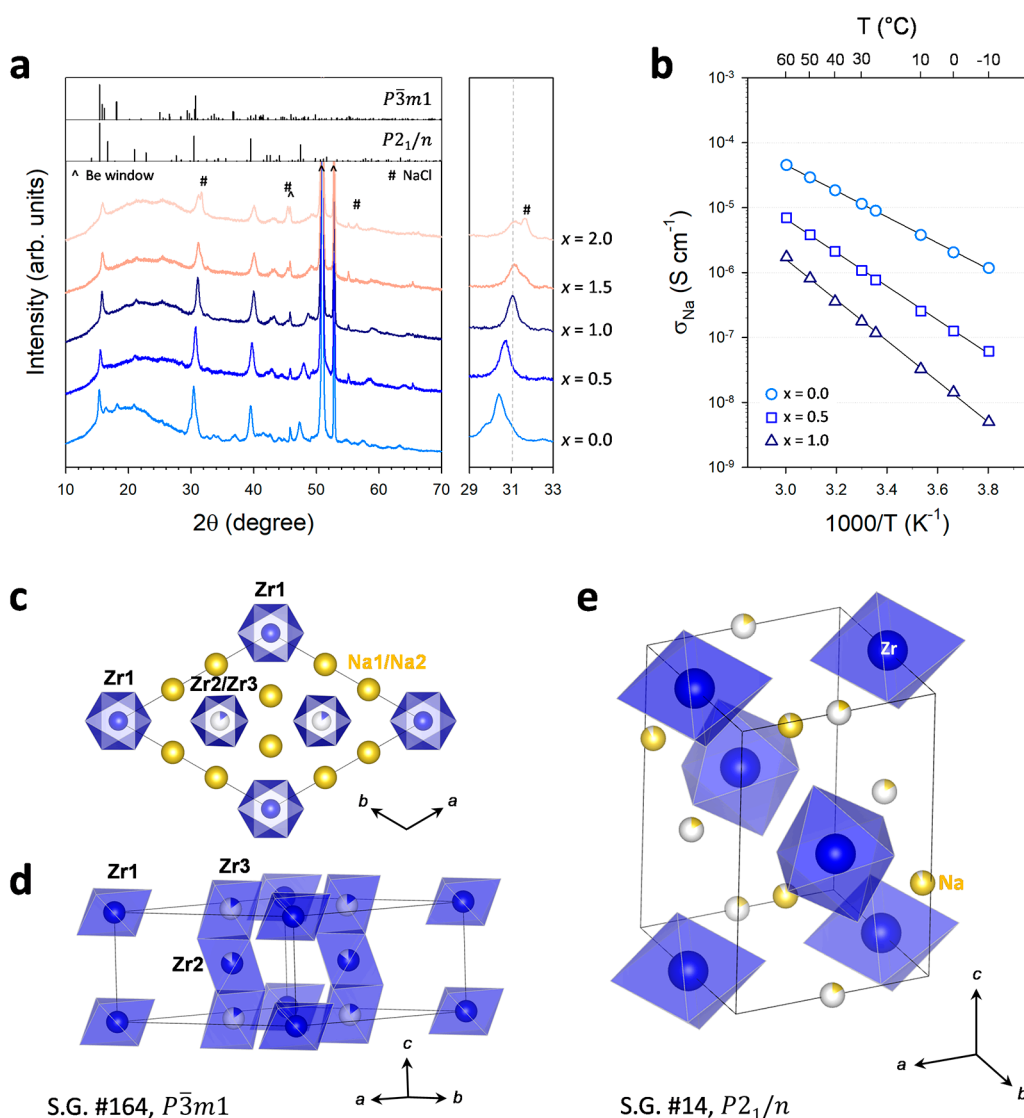 a
P3̅m1
P2₁/n
^ Be window
# NaCl
#
#
^
#
^
^
#
x = 2.0
x = 1.5
x = 1.0
x = 0.5
x = 0.0
Intensity (arb. units)
10 20 30 40 50 60 70
29 31 33
2θ (degree)
b
T (°C)
60 50 40 30 10 0 -10
10⁻³
10⁻⁴
10⁻⁵
10⁻⁶
10⁻⁷
10⁻⁸
10⁻⁹
σNa (S cm⁻¹)
x = 0.0
x = 0.5
x = 1.0
3.0 3.2 3.4 3.6 3.8
1000/T (K⁻¹)
c
Zr1
Zr1
Na1/Na2
Zr2/Zr3
b
a
d
Zr1
Zr3
Zr2
c
a
b
S.G. #164, P3̅m1
e
Zr
Na
c
a
b
S.G. #14, P2₁/n